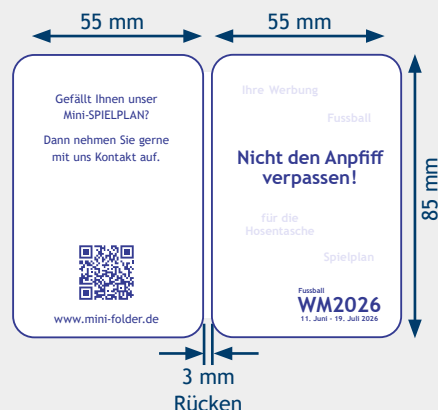 55 mm
55 mm
Gefällt Ihnen unser
Mini-SPIELPLAN?
Dann nehmen Sie gerne
mit uns Kontakt auf.
www.mini-folder.de
Ihre Werbung
Fussball
Nicht den Anpfiff
verpassen!
für die
Hosentasche
Spielplan
Fussball
WM2026
11. Juni - 19. Juli 2026
85 mm
3 mm
Rücken